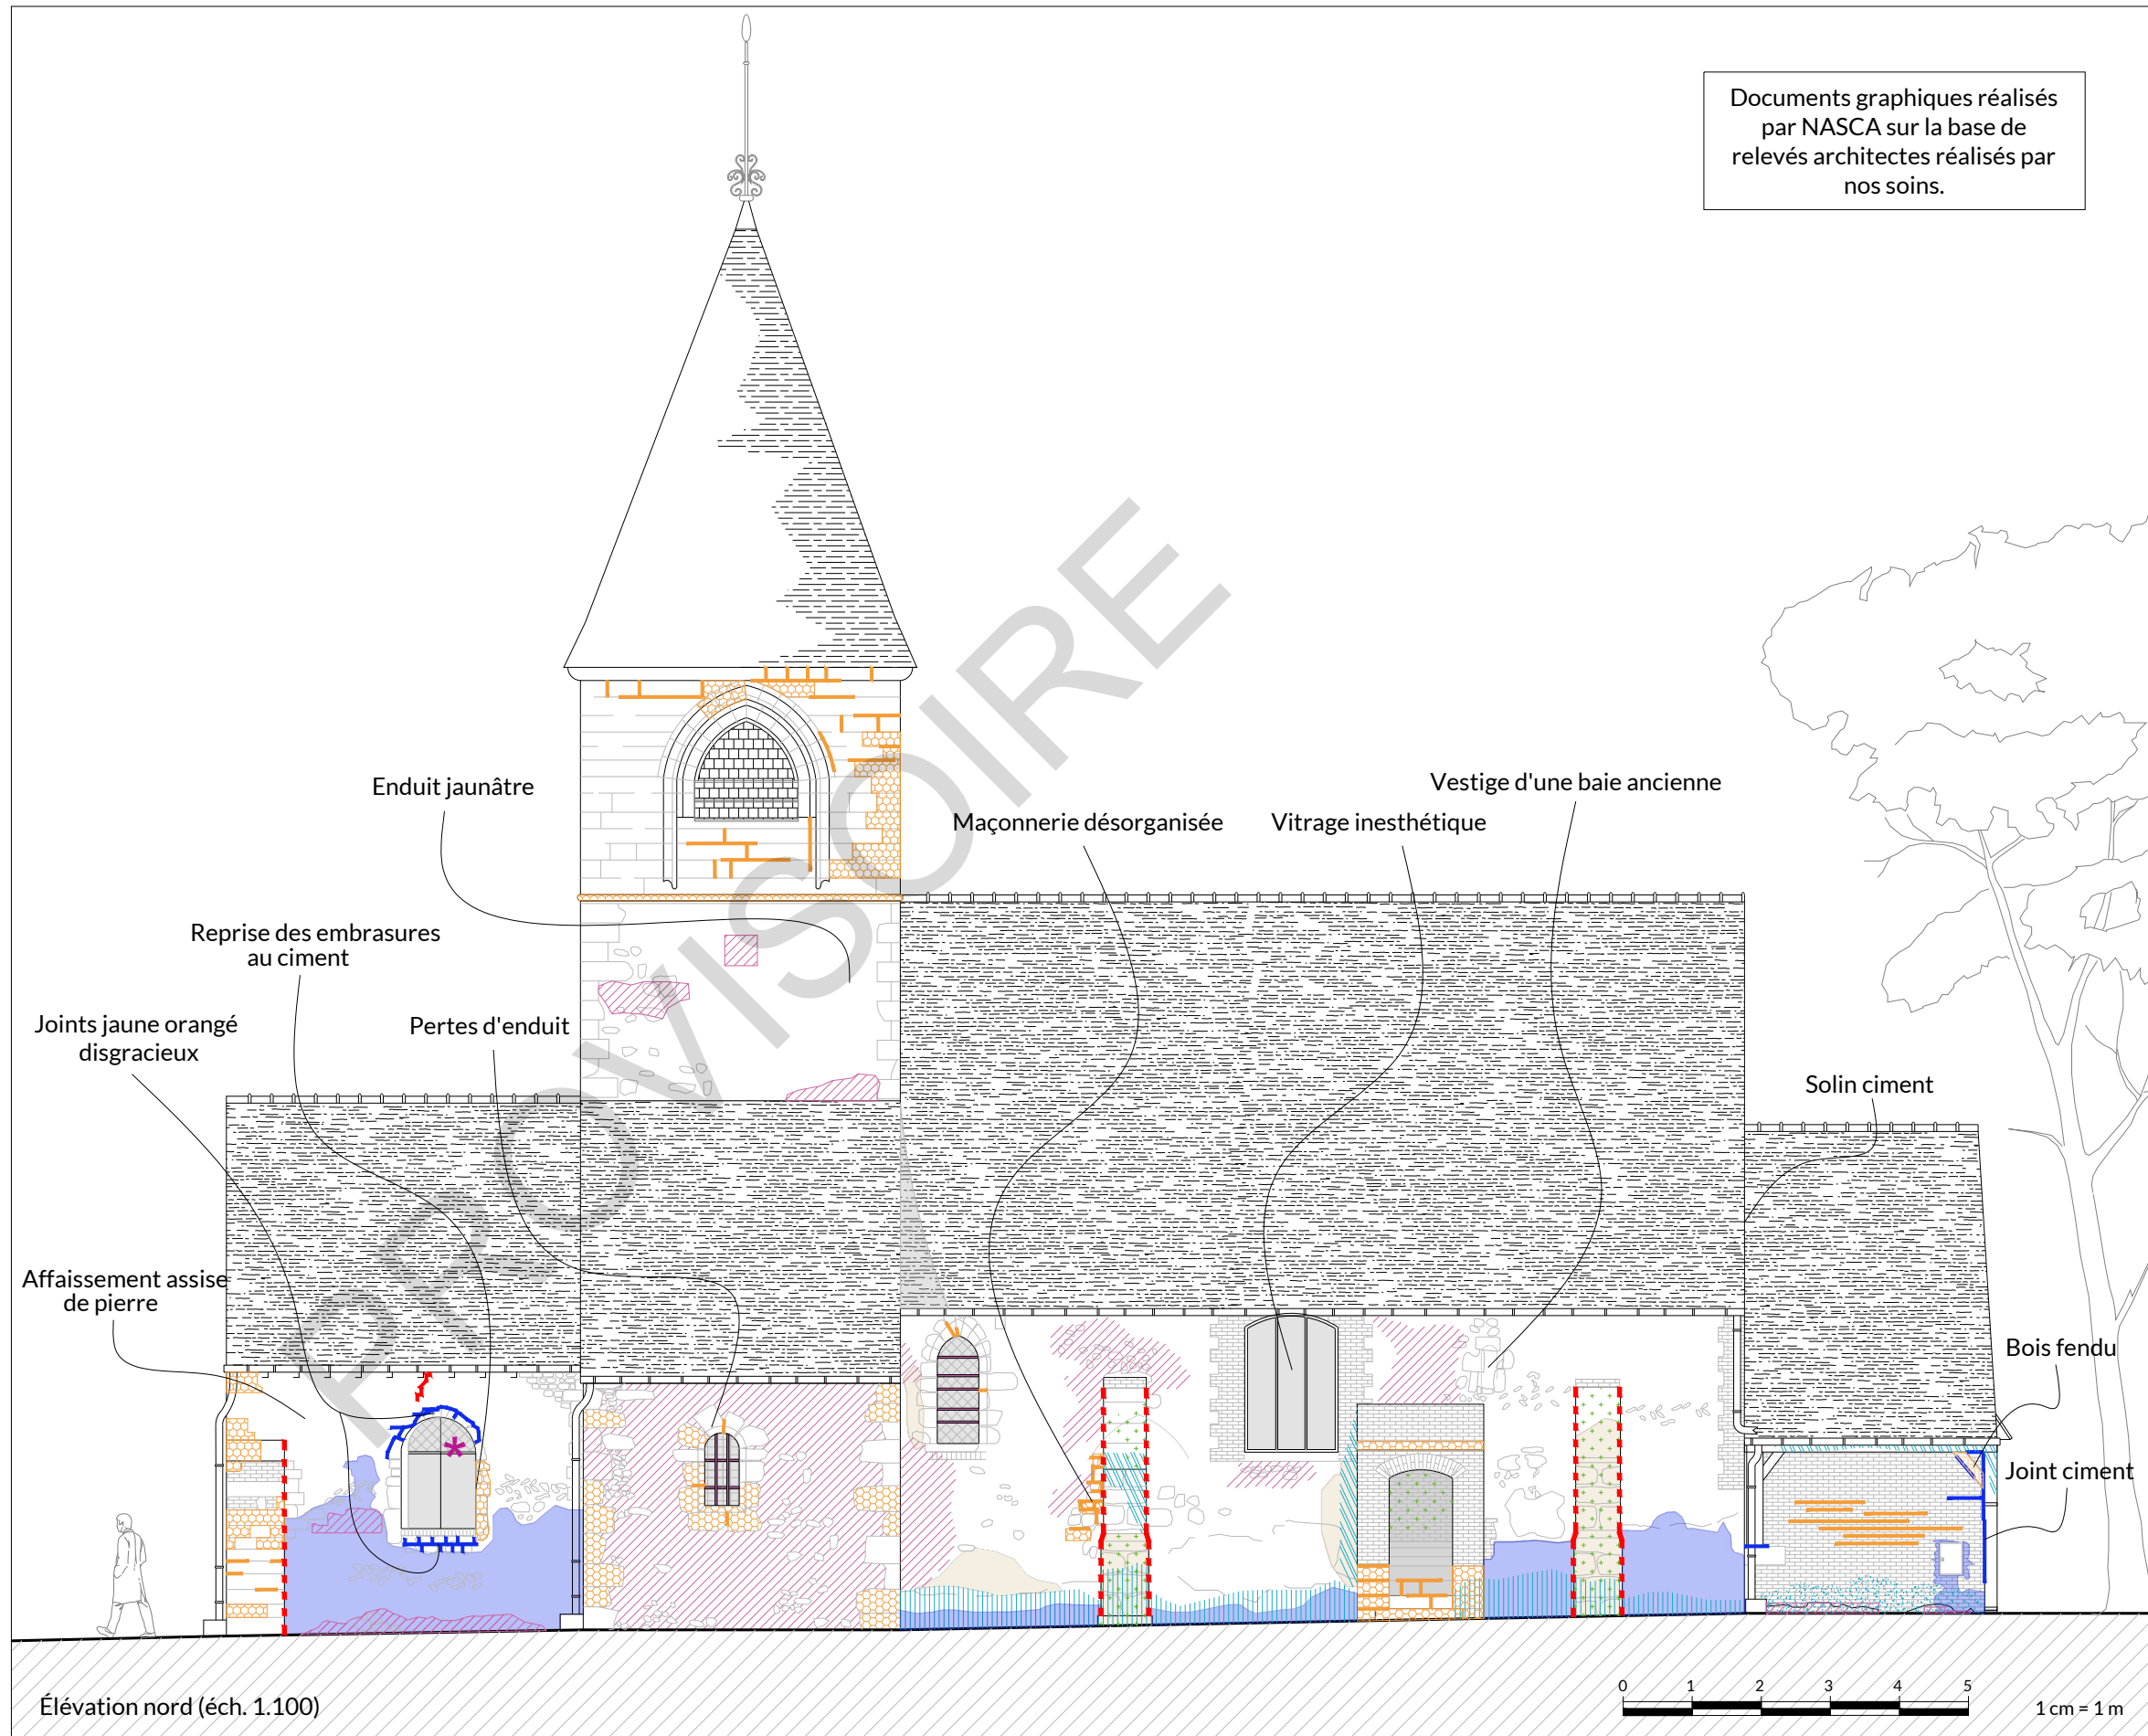 Documents graphiques réalisés
par NASCA sur la base de
relevés architectes réalisés par
nos soins.
PROVISOIRE
Enduit jaunâtre
Vestige d'une baie ancienne
Maçonnerie désorganisée
Vitrage inesthétique
Reprise des embrasures
au ciment
Joints jaune orangé
disgracieux
Pertes d'enduit
Solin ciment
Affaissement assise
de pierre
Bois fendu
Joint ciment
*
Élévation nord (éch. 1.100)
0 1 2 3 4 5
1 cm = 1 m